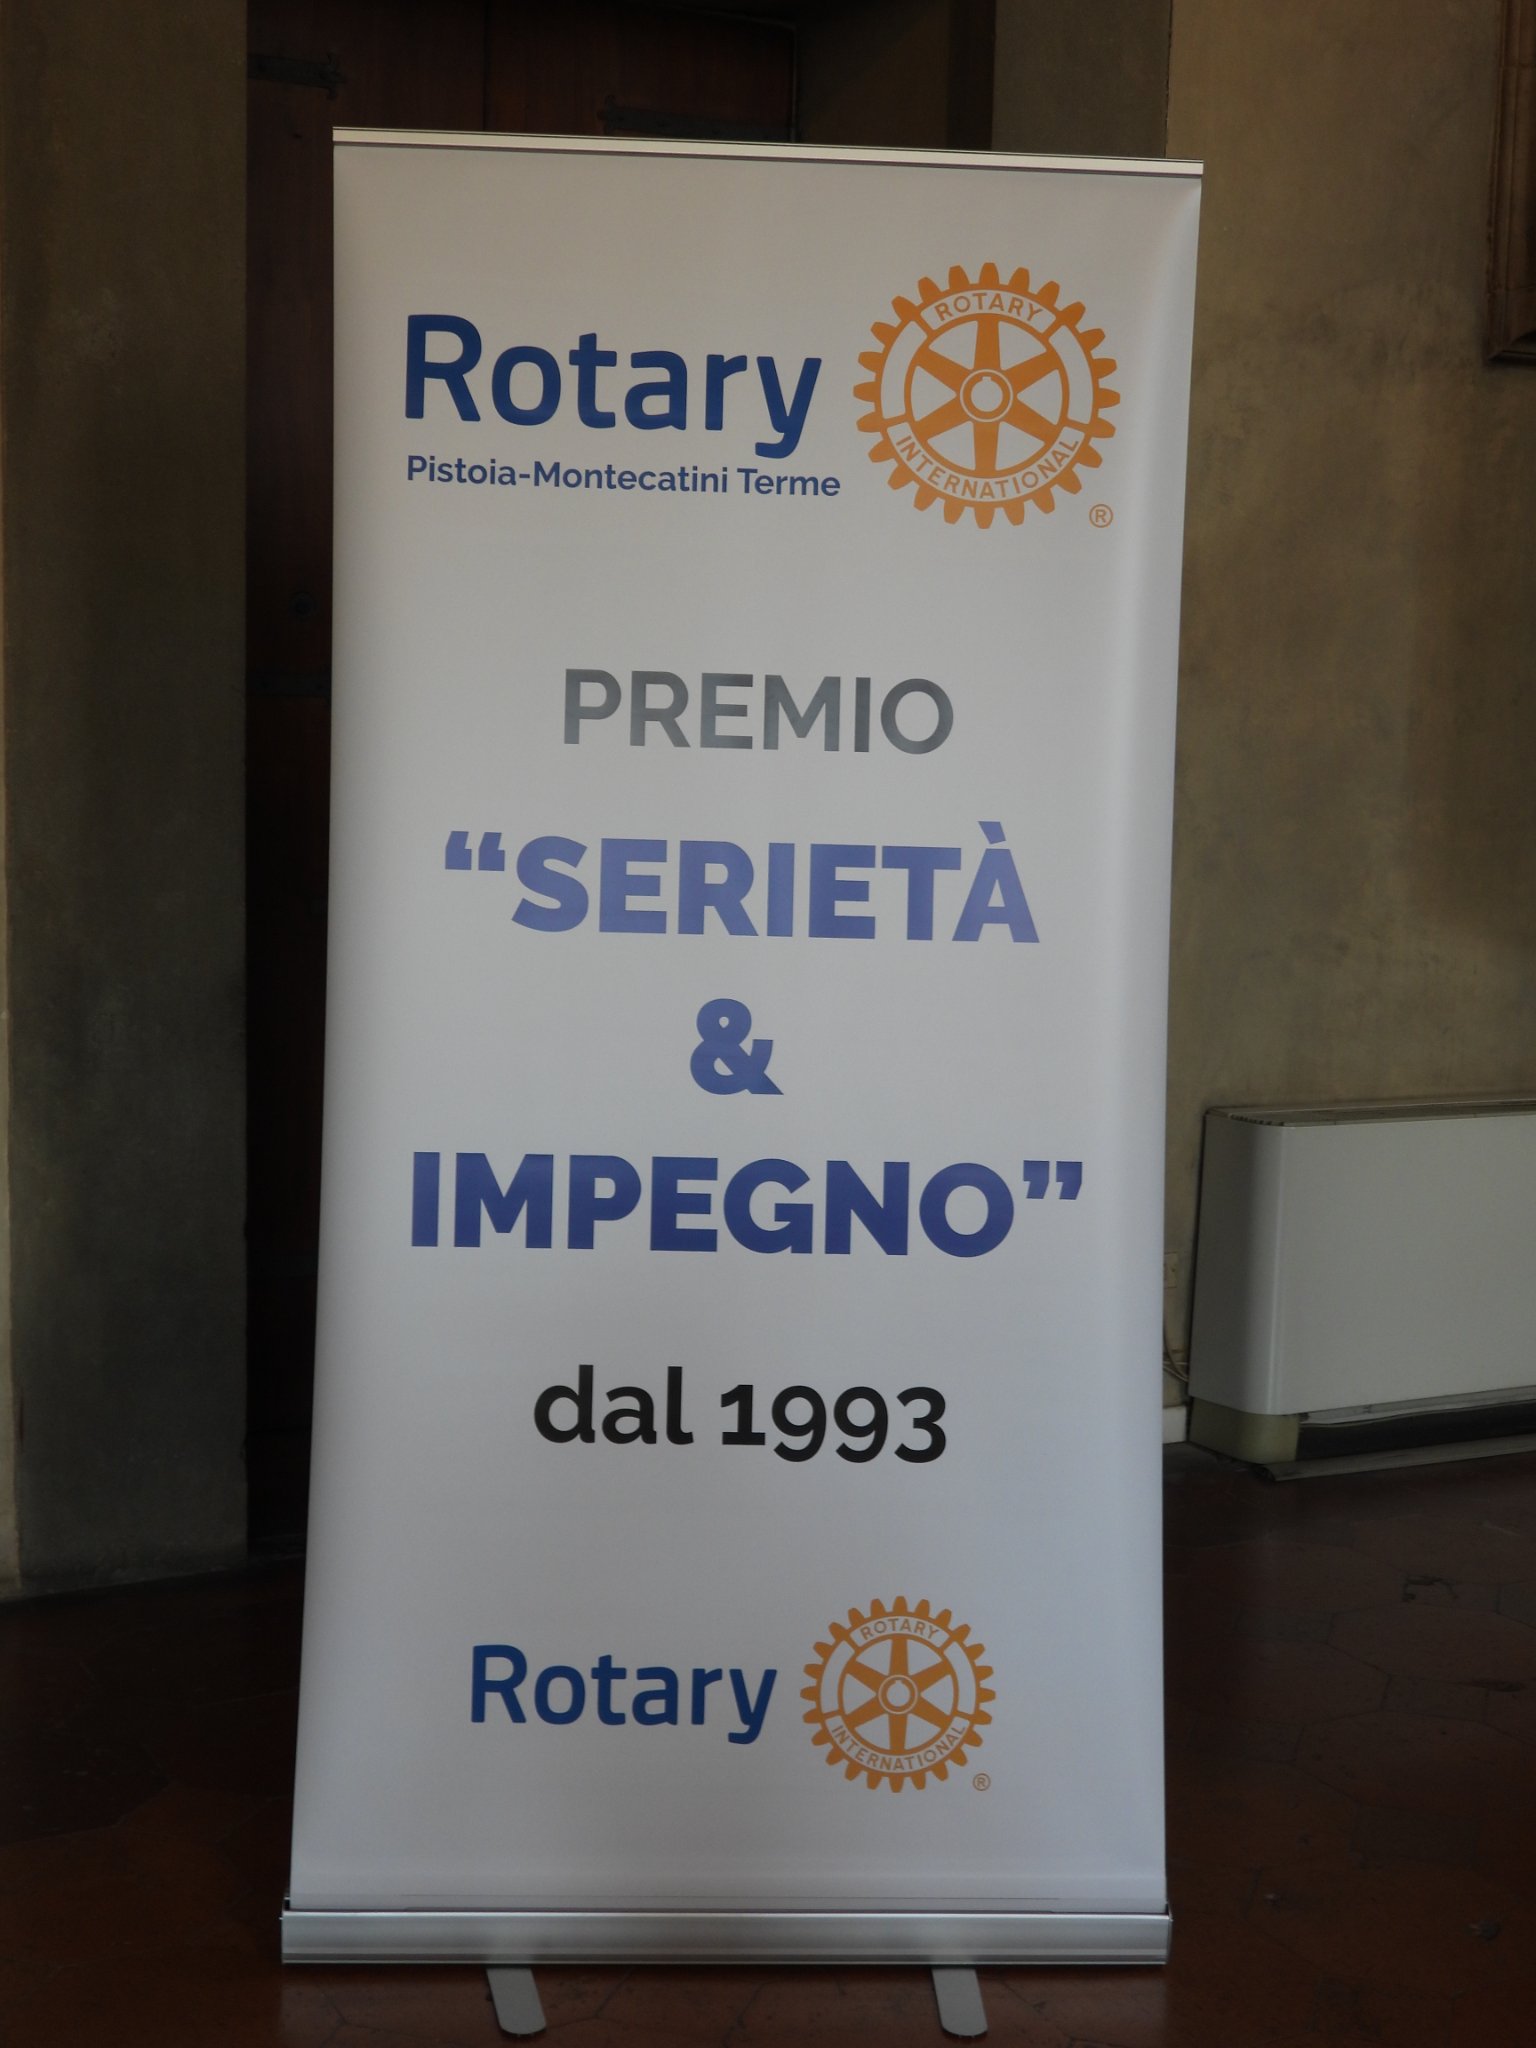 Rotary
Pistoia-Montecatini Terme
ROTARY
INTERNATIONAL
®
PREMIO
“SERIETÀ
&
IMPEGNO”
dal 1993
Rotary
ROTARY
INTERNATIONAL
®